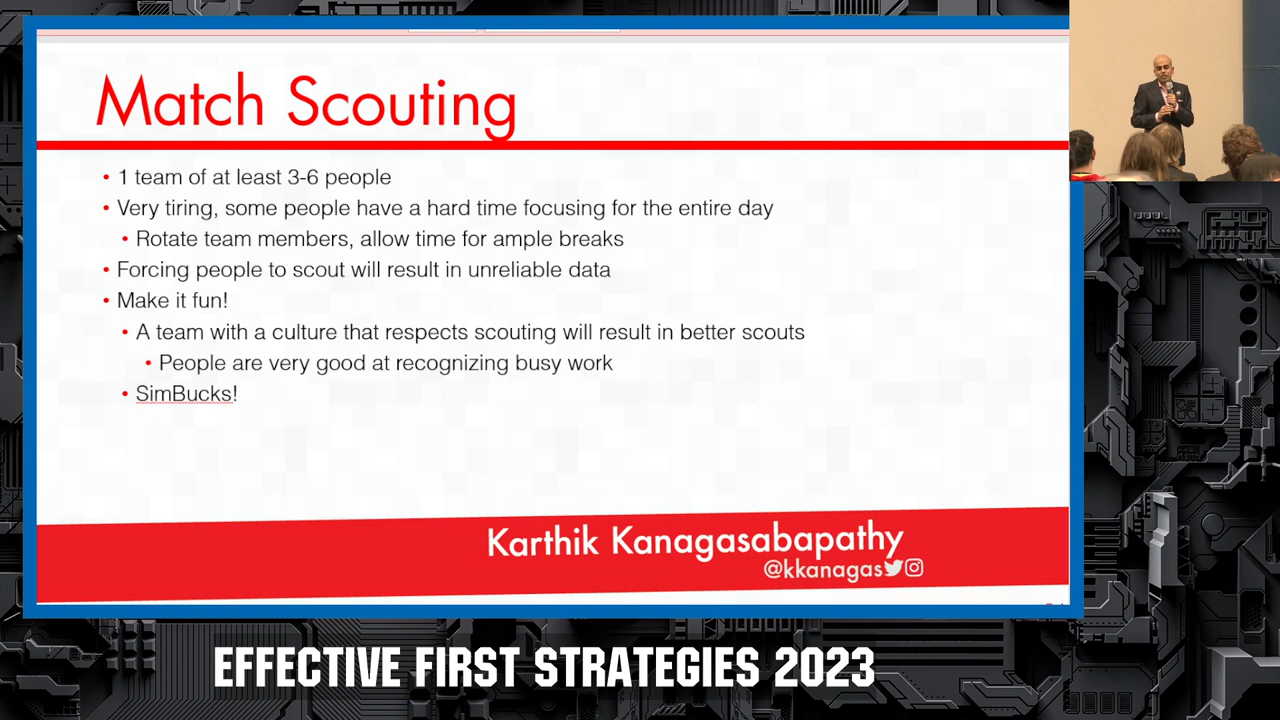 Match Scouting
• 1 team of at least 3-6 people
• Very tiring, some people have a hard time focusing for the entire day
• Rotate team members, allow time for ample breaks
• Forcing people to scout will result in unreliable data
• Make it fun!
• A team with a culture that respects scouting will result in better scouts
• People are very good at recognizing busy work
• SimBucks!
Karthik Kanagasabapathy
@kkanagas
EFFECTIVE FIRST STRATEGIES 2023